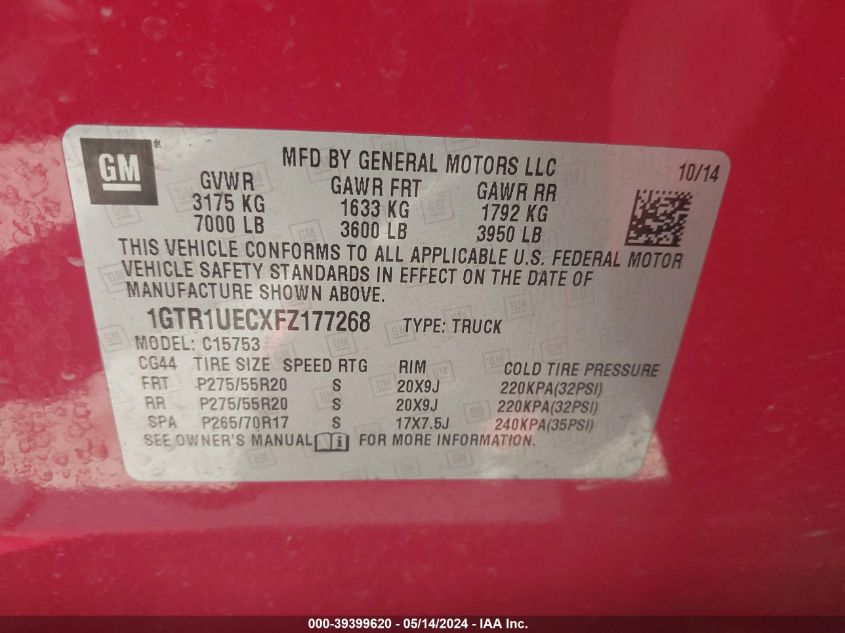 GM ®
MFD BY GENERAL MOTORS LLC
10/14
GVWR GAWR FRT GAWR RR
3175 KG 1633 KG 1792 KG
7000 LB 3600 LB 3950 LB
THIS VEHICLE CONFORMS TO ALL APPLICABLE U.S. FEDERAL MOTOR
VEHICLE SAFETY STANDARDS IN EFFECT ON THE DATE OF
MANUFACTURE SHOWN ABOVE.
1GTR1UECXFZ177268 TYPE: TRUCK
MODEL: C15753
CG44 TIRE SIZE SPEED RTG RIM COLD TIRE PRESSURE
FRT P275/55R20 S 20X9J 220KPA(32PSI)
RR P275/55R20 S 20X9J 220KPA(32PSI)
SPA P265/70R17 S 17X7.5J 240KPA(35PSI)
SEE OWNER'S MANUAL i FOR MORE INFORMATION.
000-39399620 / 05/14/2024 - IAA Inc.